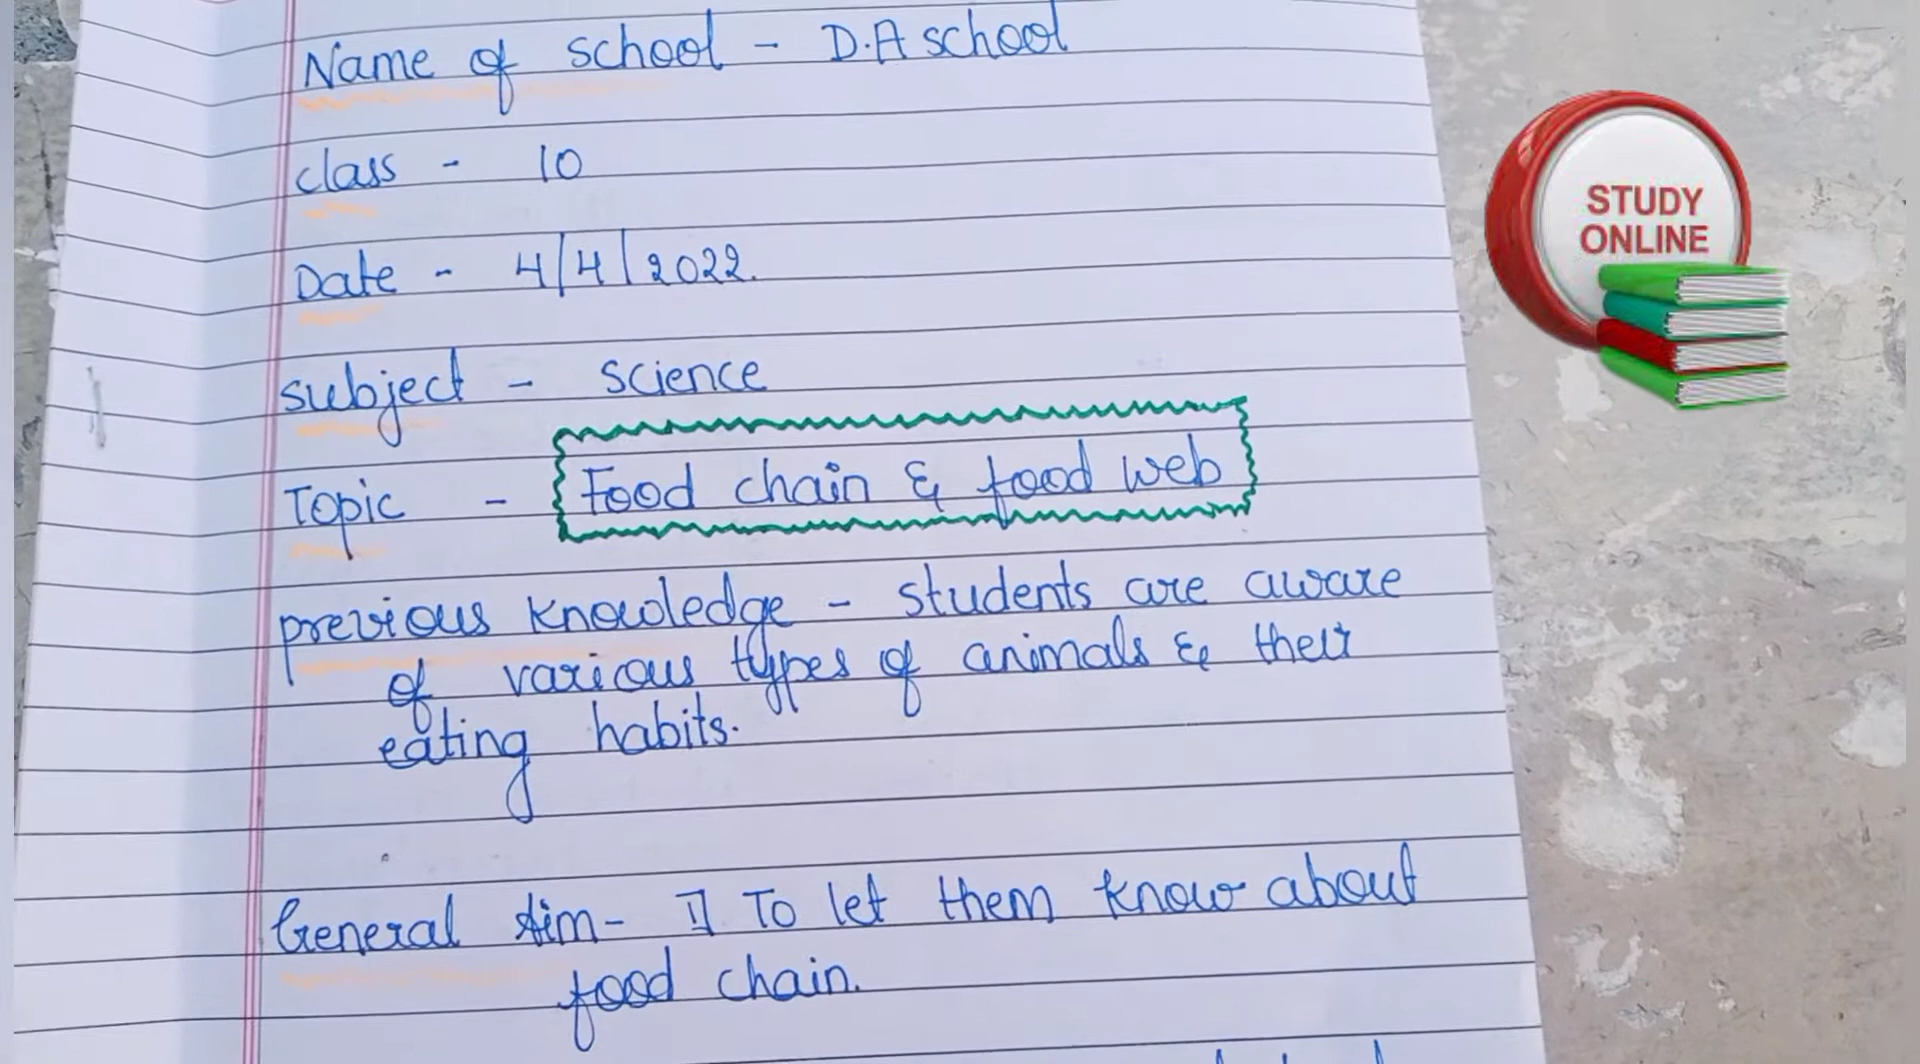 Name of school - D.A school
class - 10
Date - 4/4/2022.
subject - science
Topic - Food chain & food web
previous knowledge - students are aware
of various types of animals & their
eating habits.
General Aim - 1] To let them know about
food chain.
STUDY
ONLINE